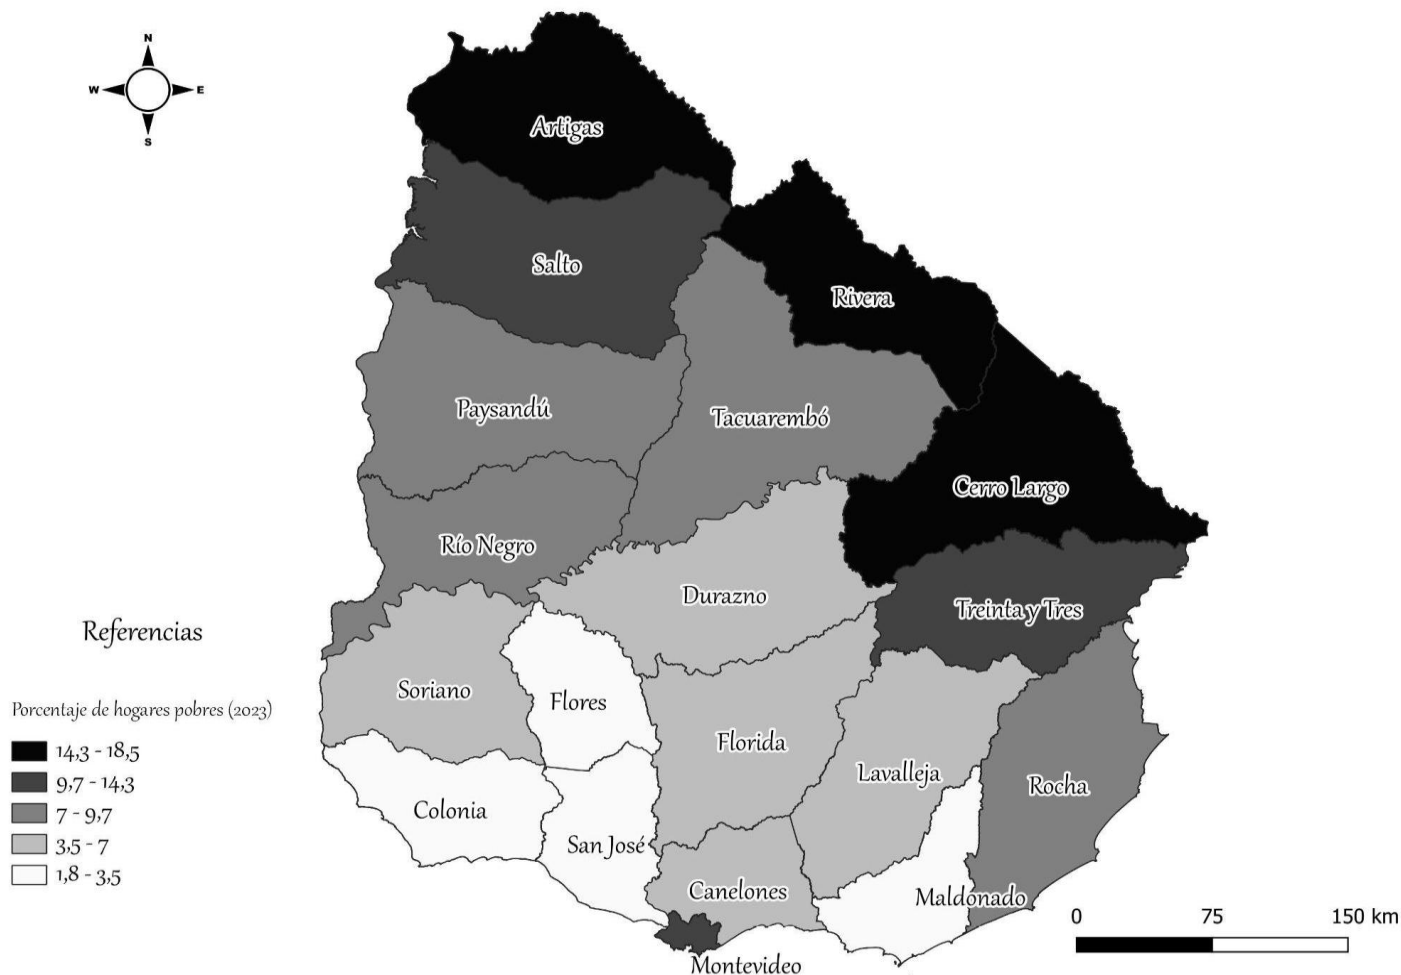 N
W E
S
Artigas
Salto
Rivera
Paysandú
Tacuarembó
Cerro Largo
Río Negro
Durazno
Treinta y Tres
Referencias
Soriano
Flores
Porcentaje de hogares pobres (2023)
Florida
14,3 - 18,5
Lavalleja
9,7 - 14,3
Rocha
7 - 9,7
Colonia
3,5 - 7
San José
1,8 - 3,5
Canelones
Maldonado
0 75 150 km
Montevideo